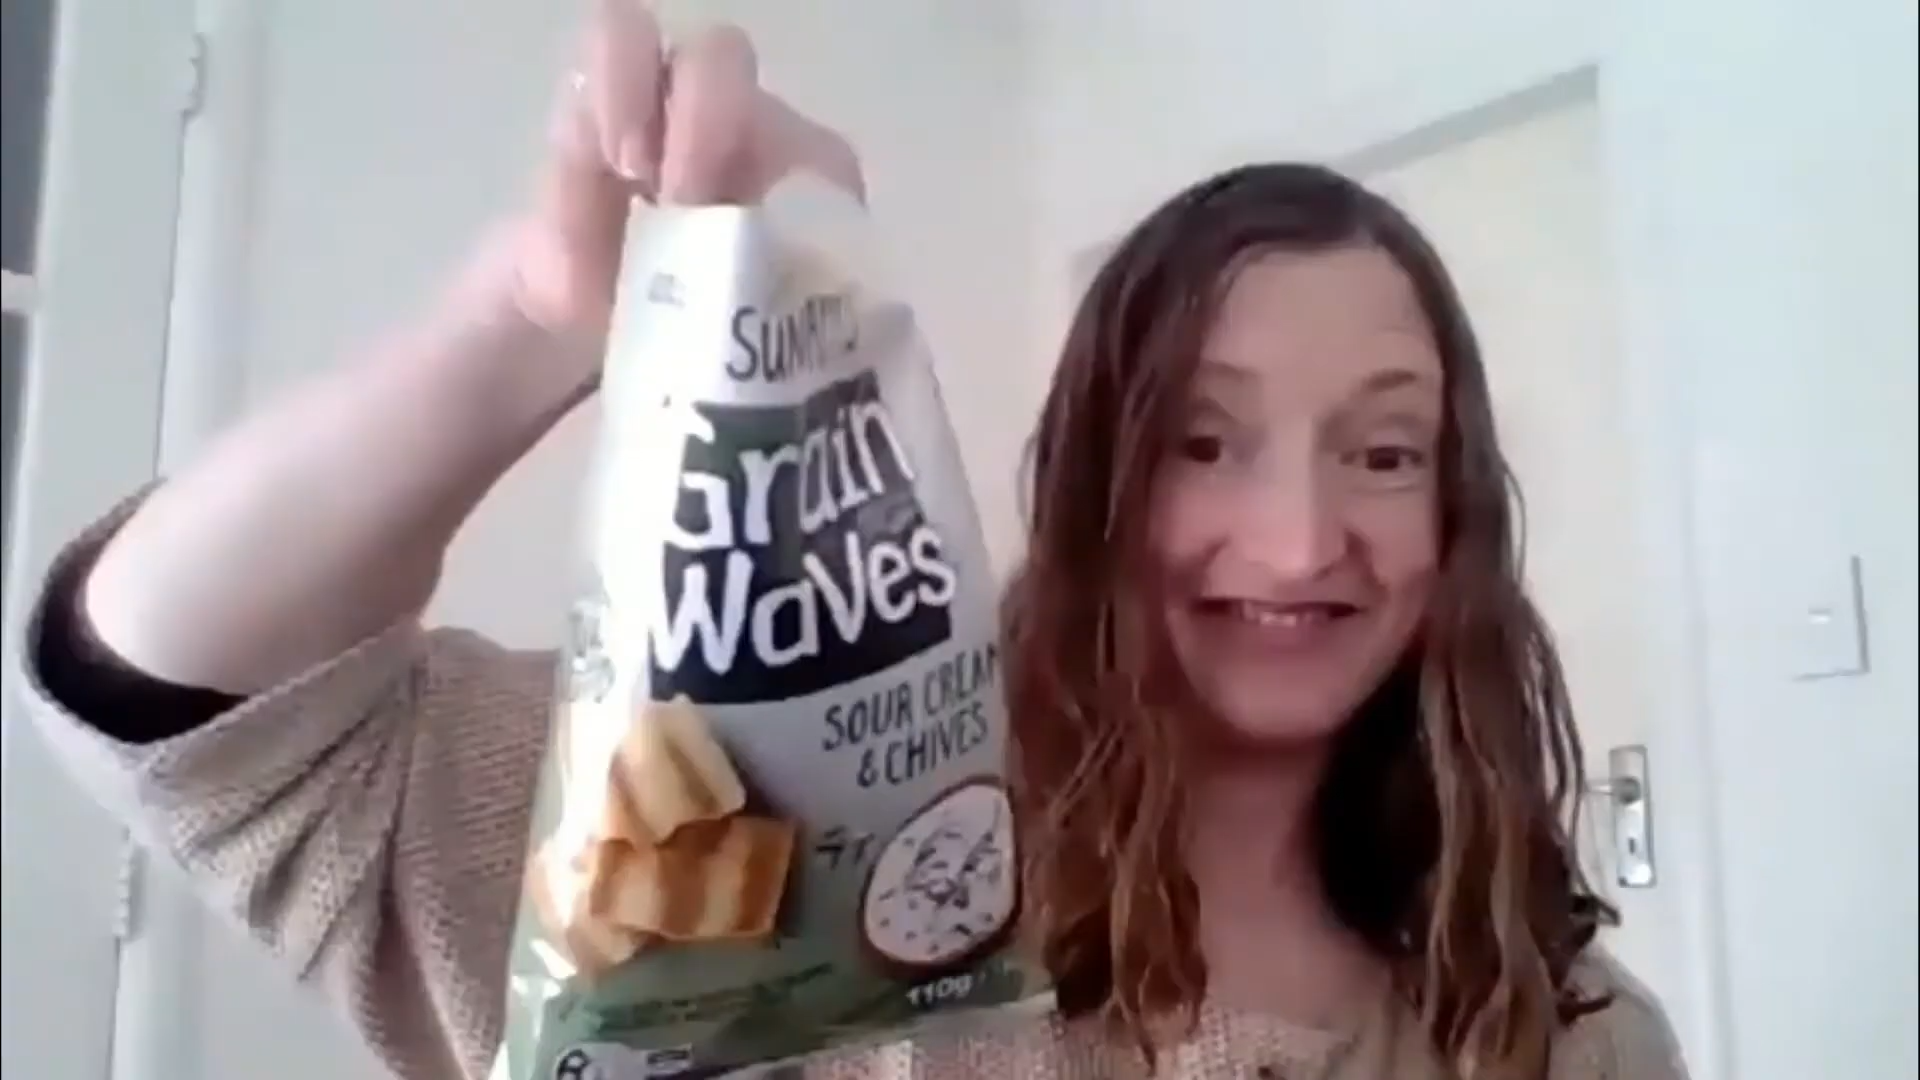 Grain
Waves
SOUR CREAM
& CHIVES
110g